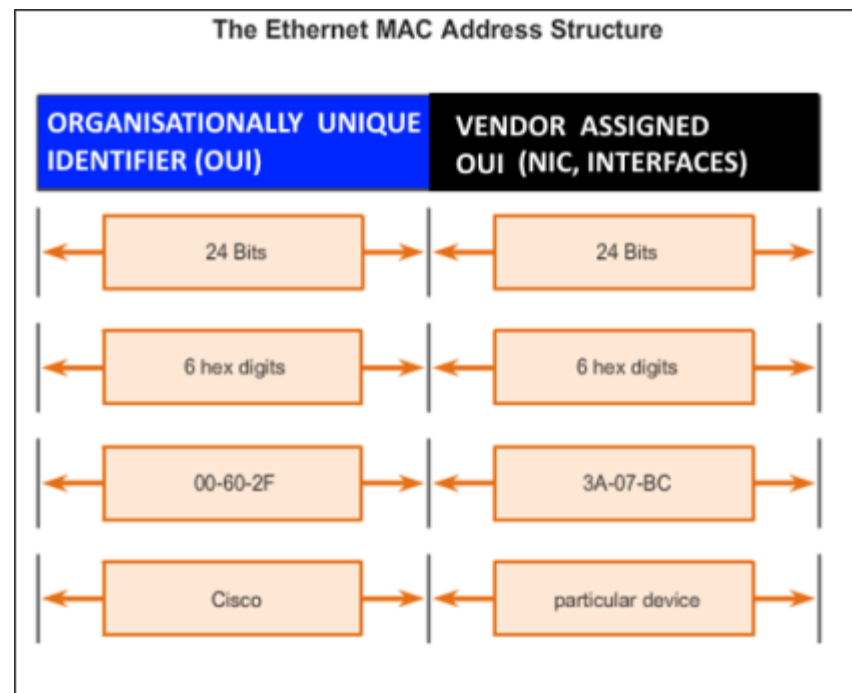 The Ethernet MAC Address Structure
ORGANISATIONALLY UNIQUE
IDENTIFIER (OUI)
VENDOR ASSIGNED
OUI (NIC, INTERFACES)
24 Bits
24 Bits
6 hex digits
6 hex digits
00-60-2F
3A-07-BC
Cisco
particular device